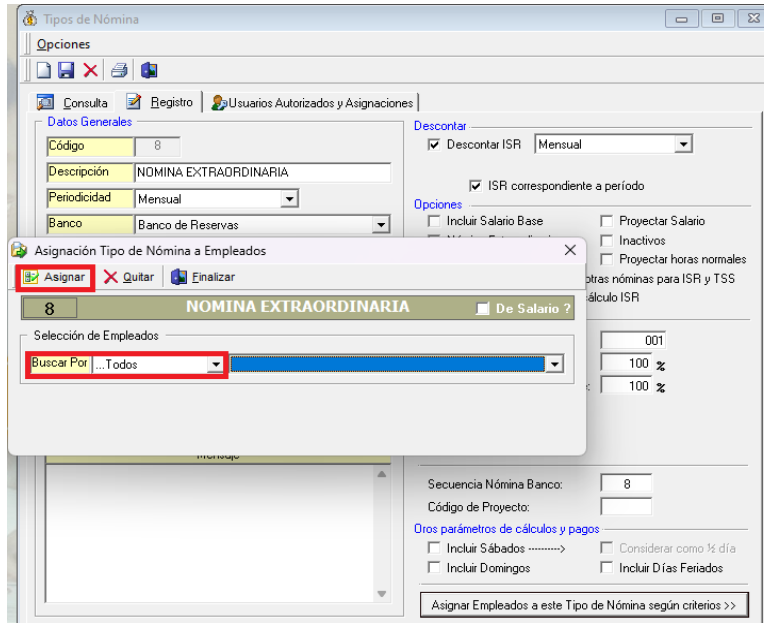 Tipos de Nómina
Opciones
Consulta
Registro
Usuarios Autorizados y Asignaciones
Datos Generales
Código 8
Descripción NOMINA EXTRAORDINARIA
Periodicidad Mensual
Banco Banco de Reservas
Descontar
Descontar ISR Mensual
ISR correspondiente a período
Opciones
Incluir Salario Base
Proyectar Salario
Inactivos
Proyectar horas normales
otras nóminas para ISR y TSS
álculo ISR
001
100 %
100 %
Asignación Tipo de Nómina a Empleados
Asignar
Quitar
Finalizar
8 NOMINA EXTRAORDINARIA De Salario ?
Selección de Empleados
Buscar Por ...Todos
Mensaje
Secuencia Nómina Banco: 8
Código de Proyecto:
Oros parámetros de cálculos y pagos
Incluir Sábados ---------->
Considerar como ½ día
Incluir Domingos
Incluir Días Feriados
Asignar Empleados a este Tipo de Nómina según criterios >>